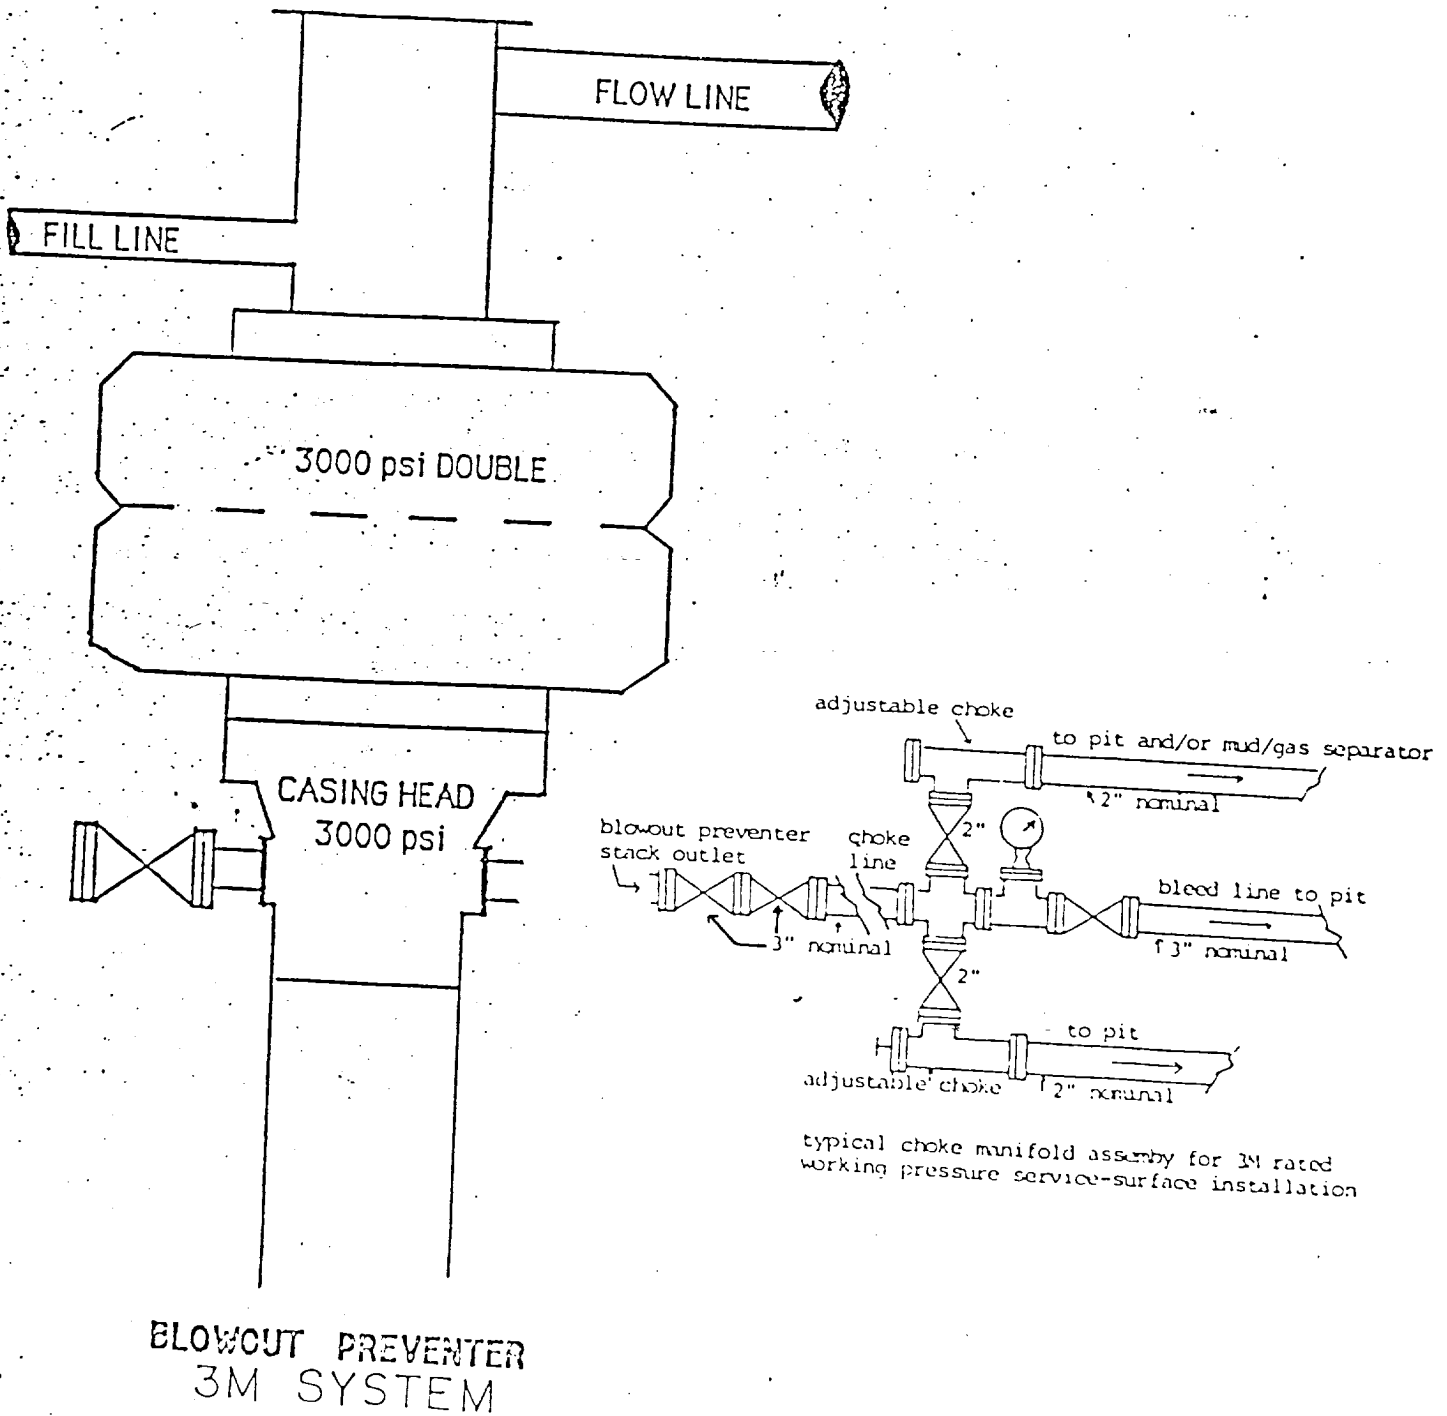 FLOW LINE
FILL LINE
3000 psi DOUBLE
CASING HEAD
3000 psi
adjustable choke
to pit and/or mud/gas separator
2" nominal
2"
blowout preventer
stack outlet
choke
line
bleed line to pit
3" nominal
3" nominal
2"
to pit
adjustable choke
2" nominal
typical choke manifold assemby for 3M rated
working pressure service-surface installation
BLOWOUT PREVENTER
3M SYSTEM